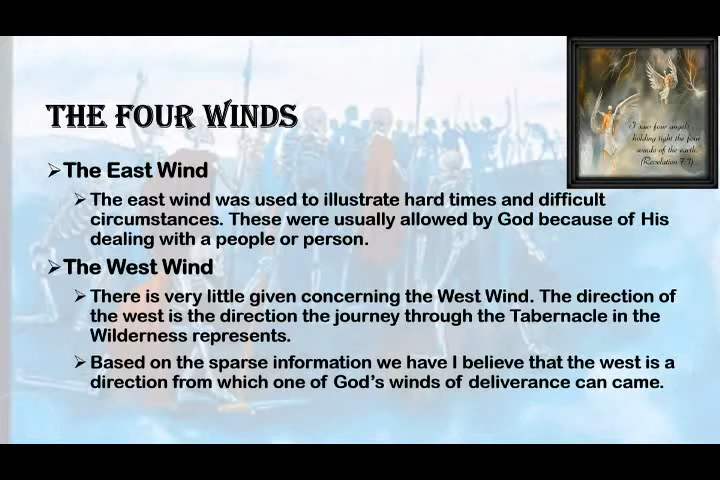 THE FOUR WINDS
The East Wind
The east wind was used to illustrate hard times and difficult
circumstances. These were usually allowed by God because of His
dealing with a people or person.
The West Wind
There is very little given concerning the West Wind. The direction of
the west is the direction the journey through the Tabernacle in the
Wilderness represents.
Based on the sparse information we have I believe that the west is a
direction from which one of God's winds of deliverance can came.
I saw four angels
holding tight the four
winds of the earth.
(Revelation 7:1)